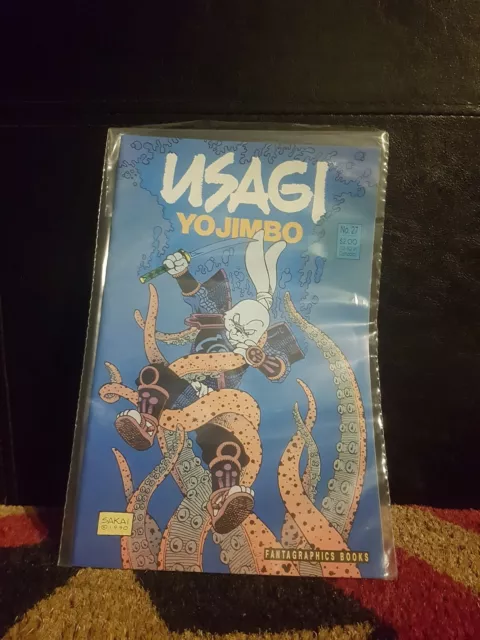 USAGI
YOJIMBO
No. 27
$2.00
SAKAI
FANTAGRAPHICS BOOKS